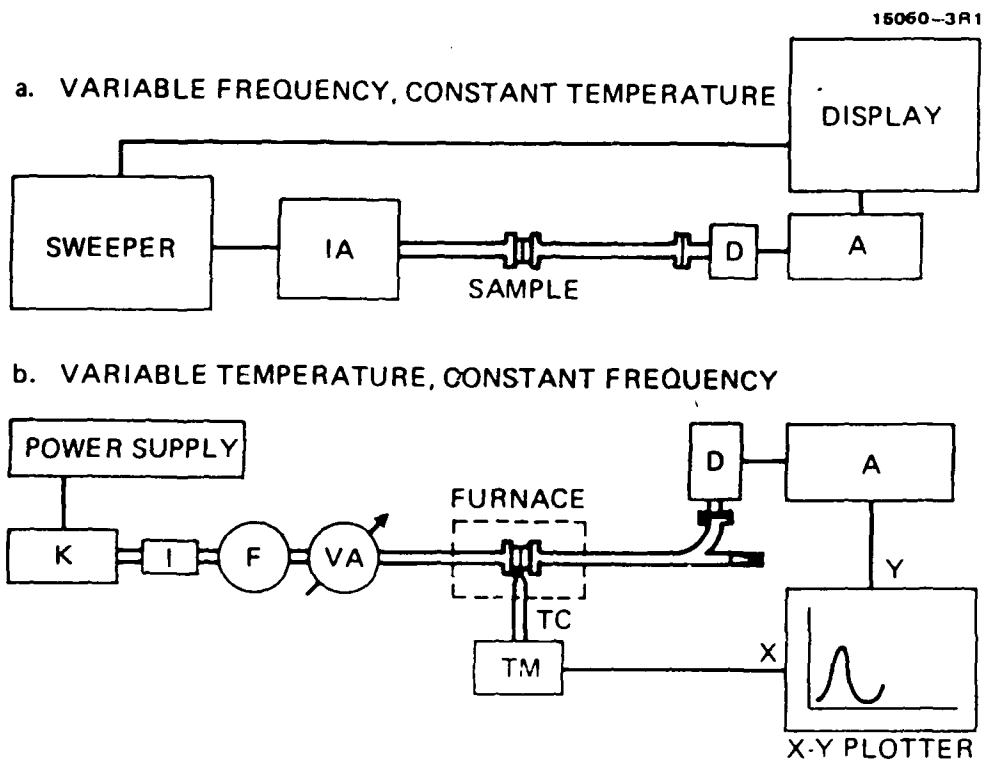 15060-3R1
a. VARIABLE FREQUENCY, CONSTANT TEMPERATURE
DISPLAY
SWEEPER
IA
D
A
SAMPLE
b. VARIABLE TEMPERATURE, CONSTANT FREQUENCY
POWER SUPPLY
D
A
FURNACE
K
I
F
VA
Y
TC
TM
X
X-Y PLOTTER